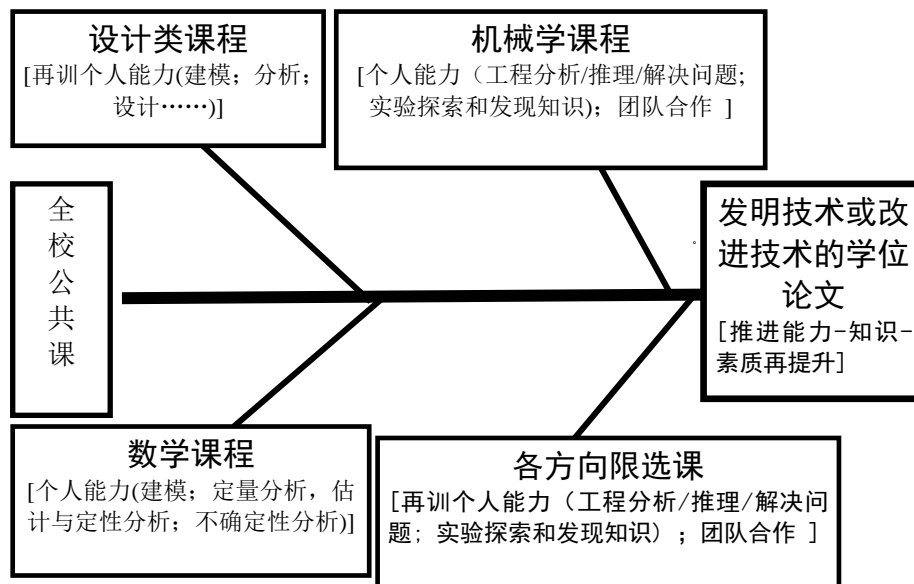 设计类课程
[再训个人能力(建模；分析；
设计……)]
机械学课程
[个人能力（工程分析/推理/解决问题;
实验探索和发现知识)；团队合作 ]
全
校
公
共
课
发明技术或改
进技术的学位
论文
[推进能力-知识-
素质再提升]
数学课程
[个人能力(建模；定量分析，估
计与定性分析；不确定性分析)]
各方向限选课
[再训个人能力（工程分析/推理/解决问
题; 实验探索和发现知识）；团队合作 ]